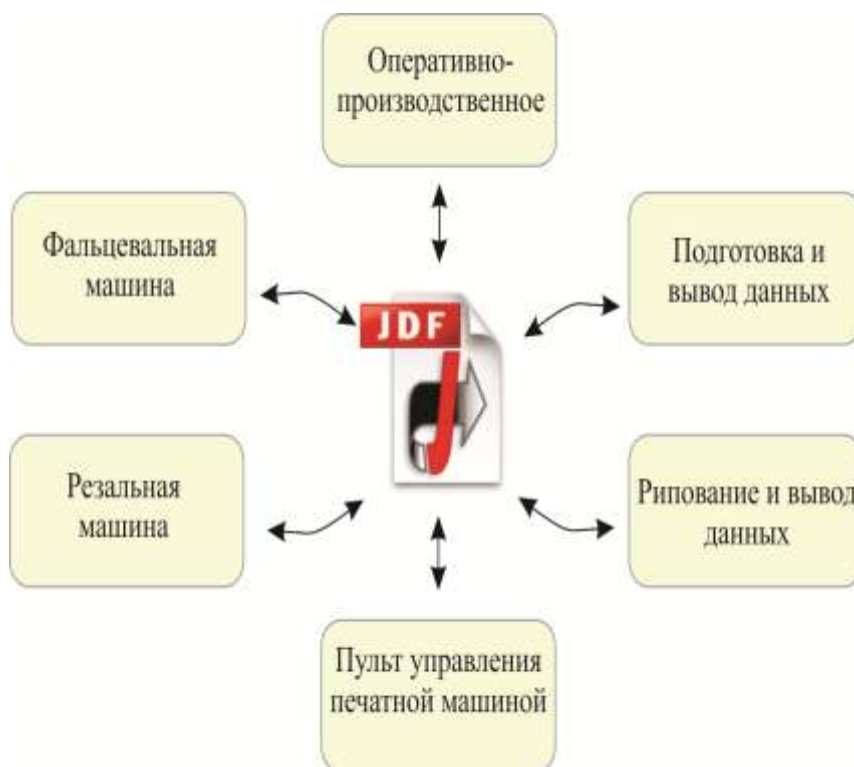 Оперативно-
производственное
Фальцевальная
машина
Подготовка и
вывод данных
JDF
Резальная
машина
Рипование и вывод
данных
Пульт управления
печатной машиной